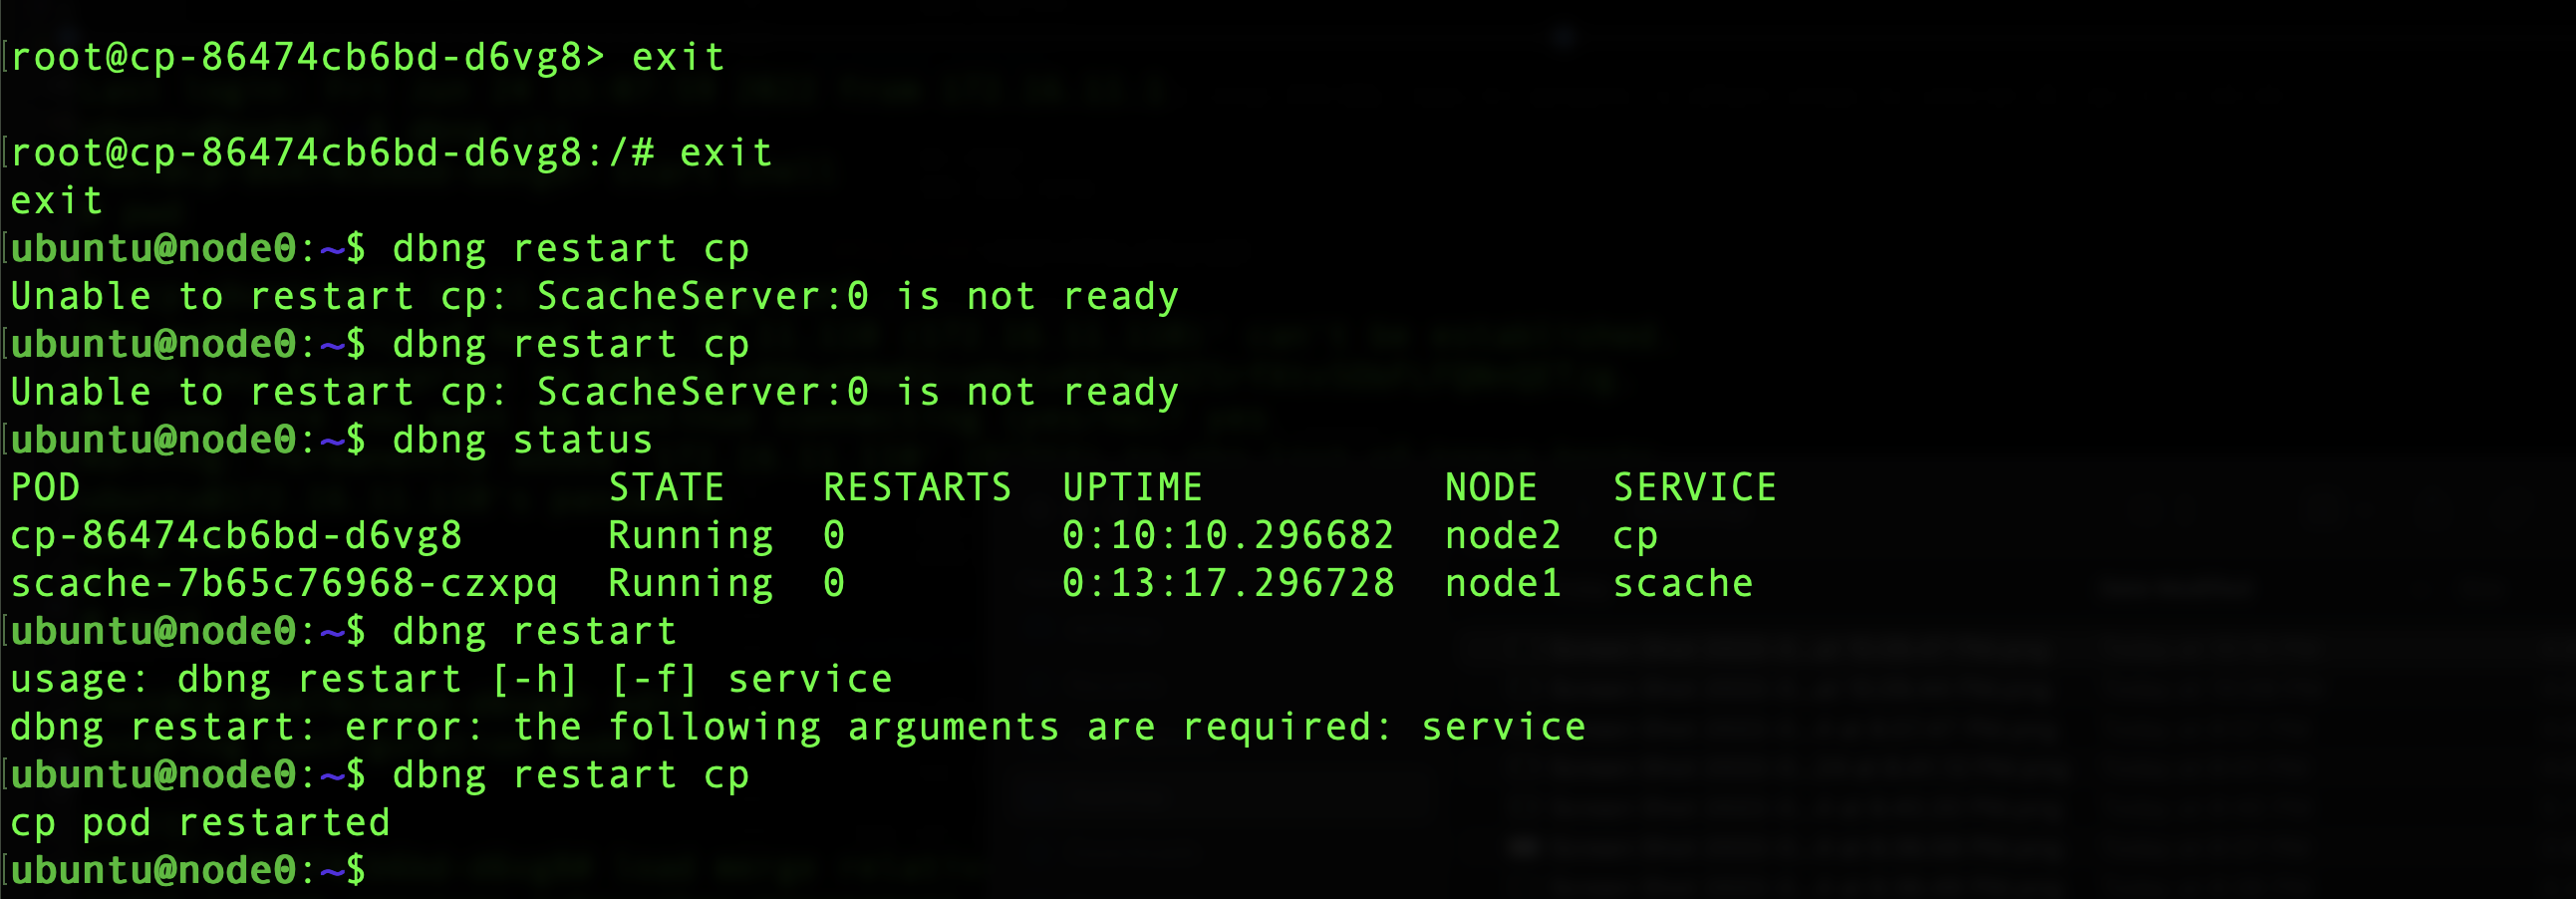 root@cp-86474cb6bd-d6vg8> exit
root@cp-86474cb6bd-d6vg8:/# exit
exit
ubuntu@node0:~$ dbng restart cp
Unable to restart cp: ScacheServer:0 is not ready
ubuntu@node0:~$ dbng restart cp
Unable to restart cp: ScacheServer:0 is not ready
ubuntu@node0:~$ dbng status
POD STATE RESTARTS UPTIME NODE SERVICE
cp-86474cb6bd-d6vg8 Running 0 0:10:10.296682 node2 cp
scache-7b65c76968-czxpq Running 0 0:13:17.296728 node1 scache
ubuntu@node0:~$ dbng restart
usage: dbng restart [-h] [-f] service
dbng restart: error: the following arguments are required: service
ubuntu@node0:~$ dbng restart cp
cp pod restarted
ubuntu@node0:~$